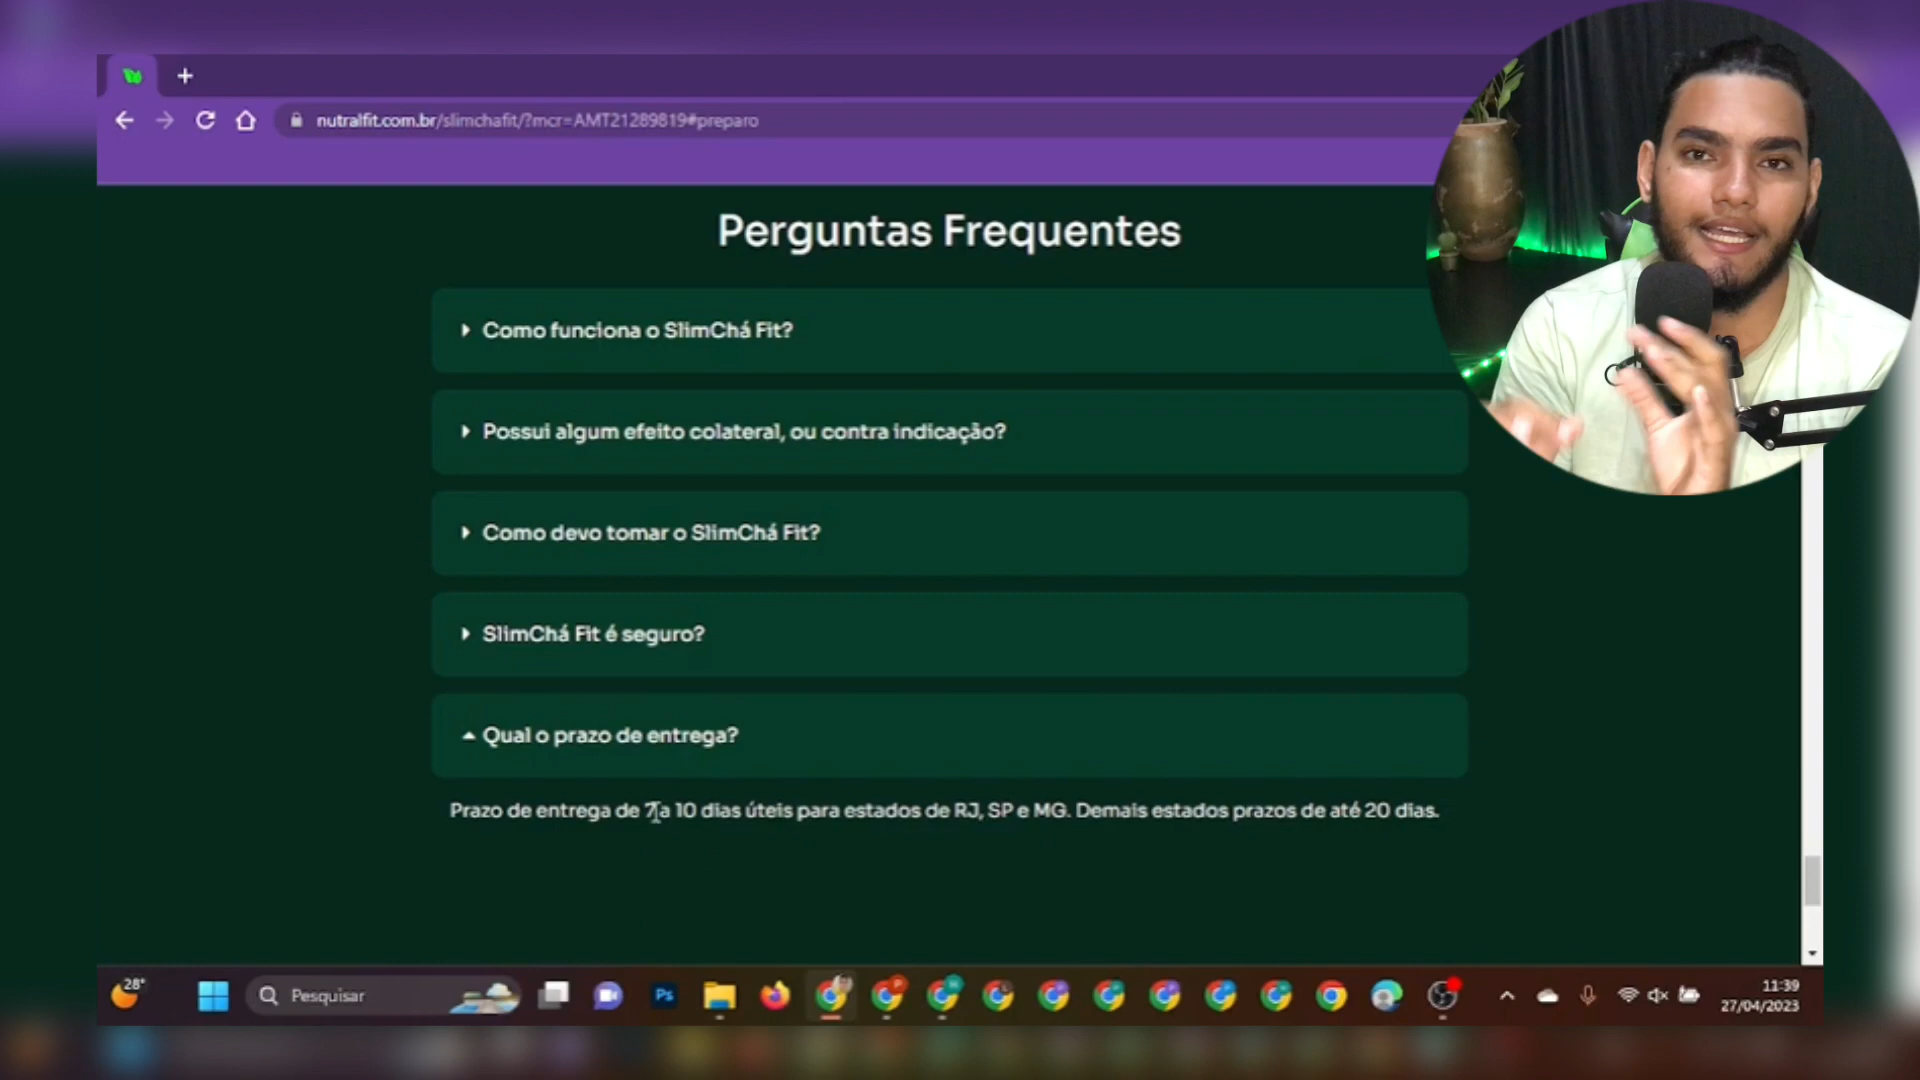 nutralfit.com.br/slimchafit/?mcr=AMT21289819#preparo
Perguntas Frequentes
Como funciona o SlimChá Fit?
Possui algum efeito colateral, ou contra indicação?
Como devo tomar o SlimChá Fit?
SlimChá Fit é seguro?
Qual o prazo de entrega?
Prazo de entrega de 7 a 10 dias úteis para estados de RJ, SP e MG. Demais estados prazos de até 20 dias.
28°
Pesquisar
Ps
11:39
27/04/2023